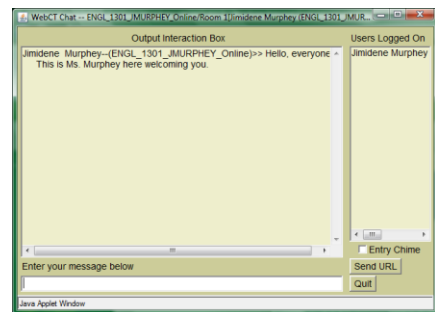 WebCT Chat -- ENGL_1301_JMURPHEY_Online/Room 1[Jimidene Murphey (ENGL_1301_JMUR...
Output Interaction Box
Users Logged On
Jimidene Murphey--(ENGL_1301_JMURPHEY_Online)>> Hello, everyone
This is Ms. Murphey here welcoming you.
Jimidene Murphey
Entry Chime
Enter your message below
Send URL
Quit
Java Applet Window